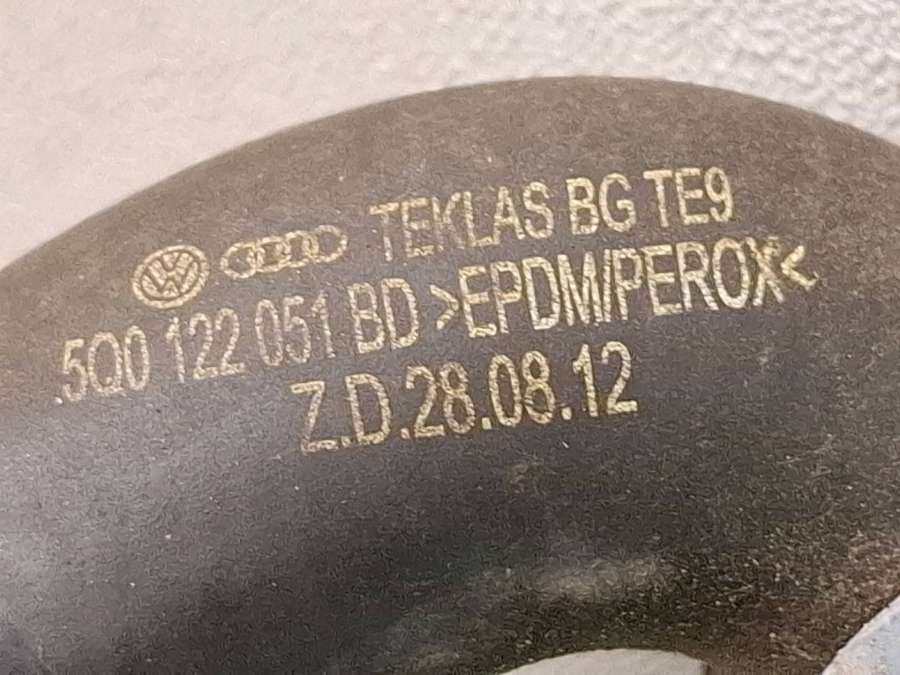 TEKLAS BG TE9
5Q0 122 051 BD >EPDM/PEROX<
Z.D.28.08.12